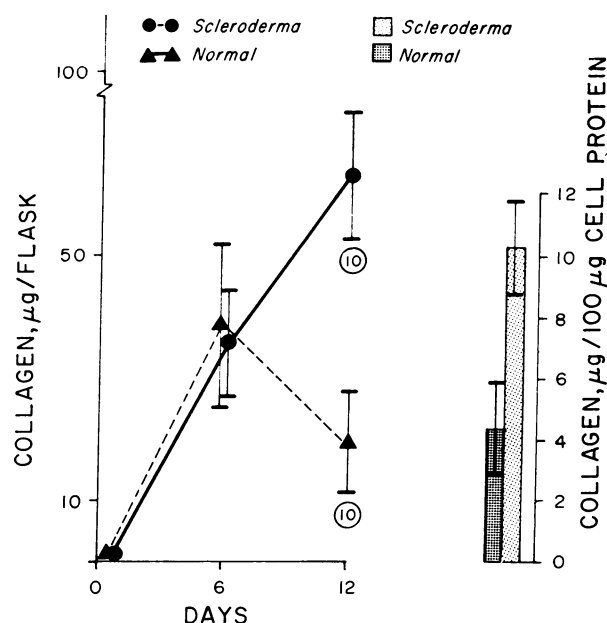 Scleroderma
Normal
Scleroderma
Normal
100
50
10
COLLAGEN, µg/FLASK
0
6
12
DAYS
10
10
12
10
8
6
4
2
0
COLLAGEN, µg/100 µg CELL PROTEIN